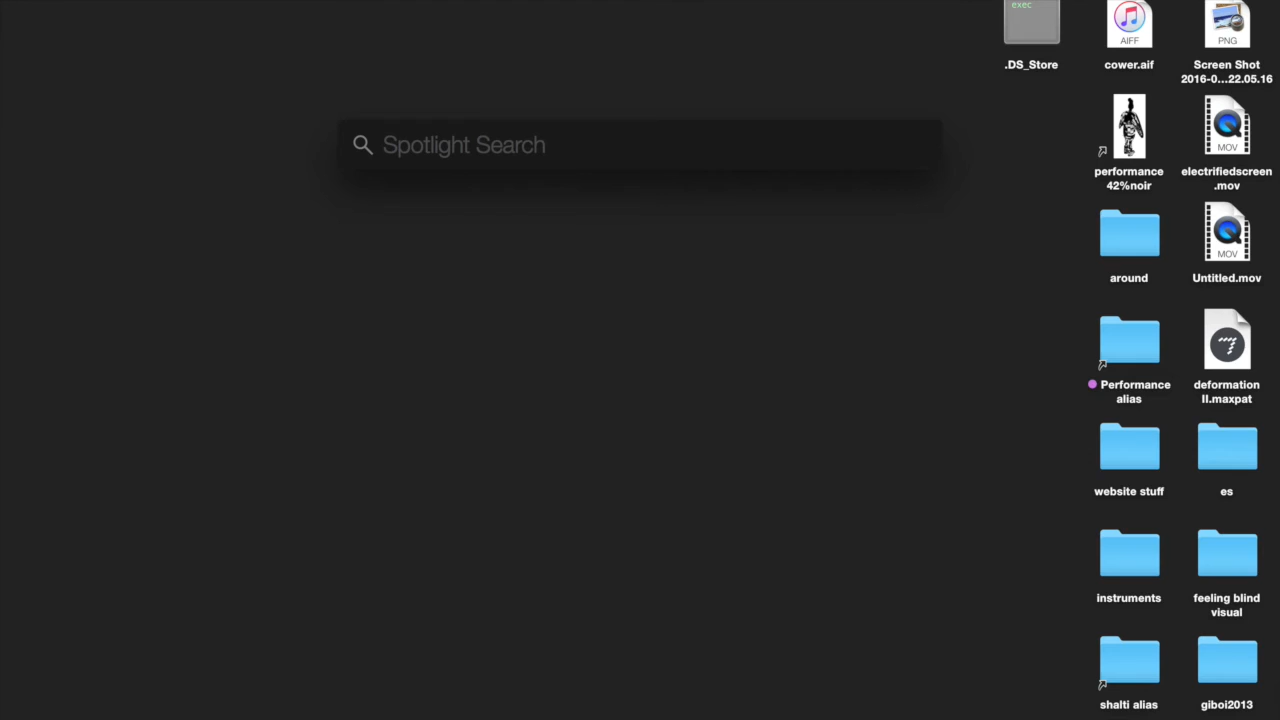 exec
AIFF
PNG
.DS_Store
cower.aif
Screen Shot
2016-0...22.05.16
Spotlight Search
MOV
performance
42%noir
electrifiedscreen
.mov
MOV
around
Untitled.mov
Performance
alias
deformation
II.maxpat
website stuff
es
instruments
feeling blind
visual
shalti alias
giboi2013